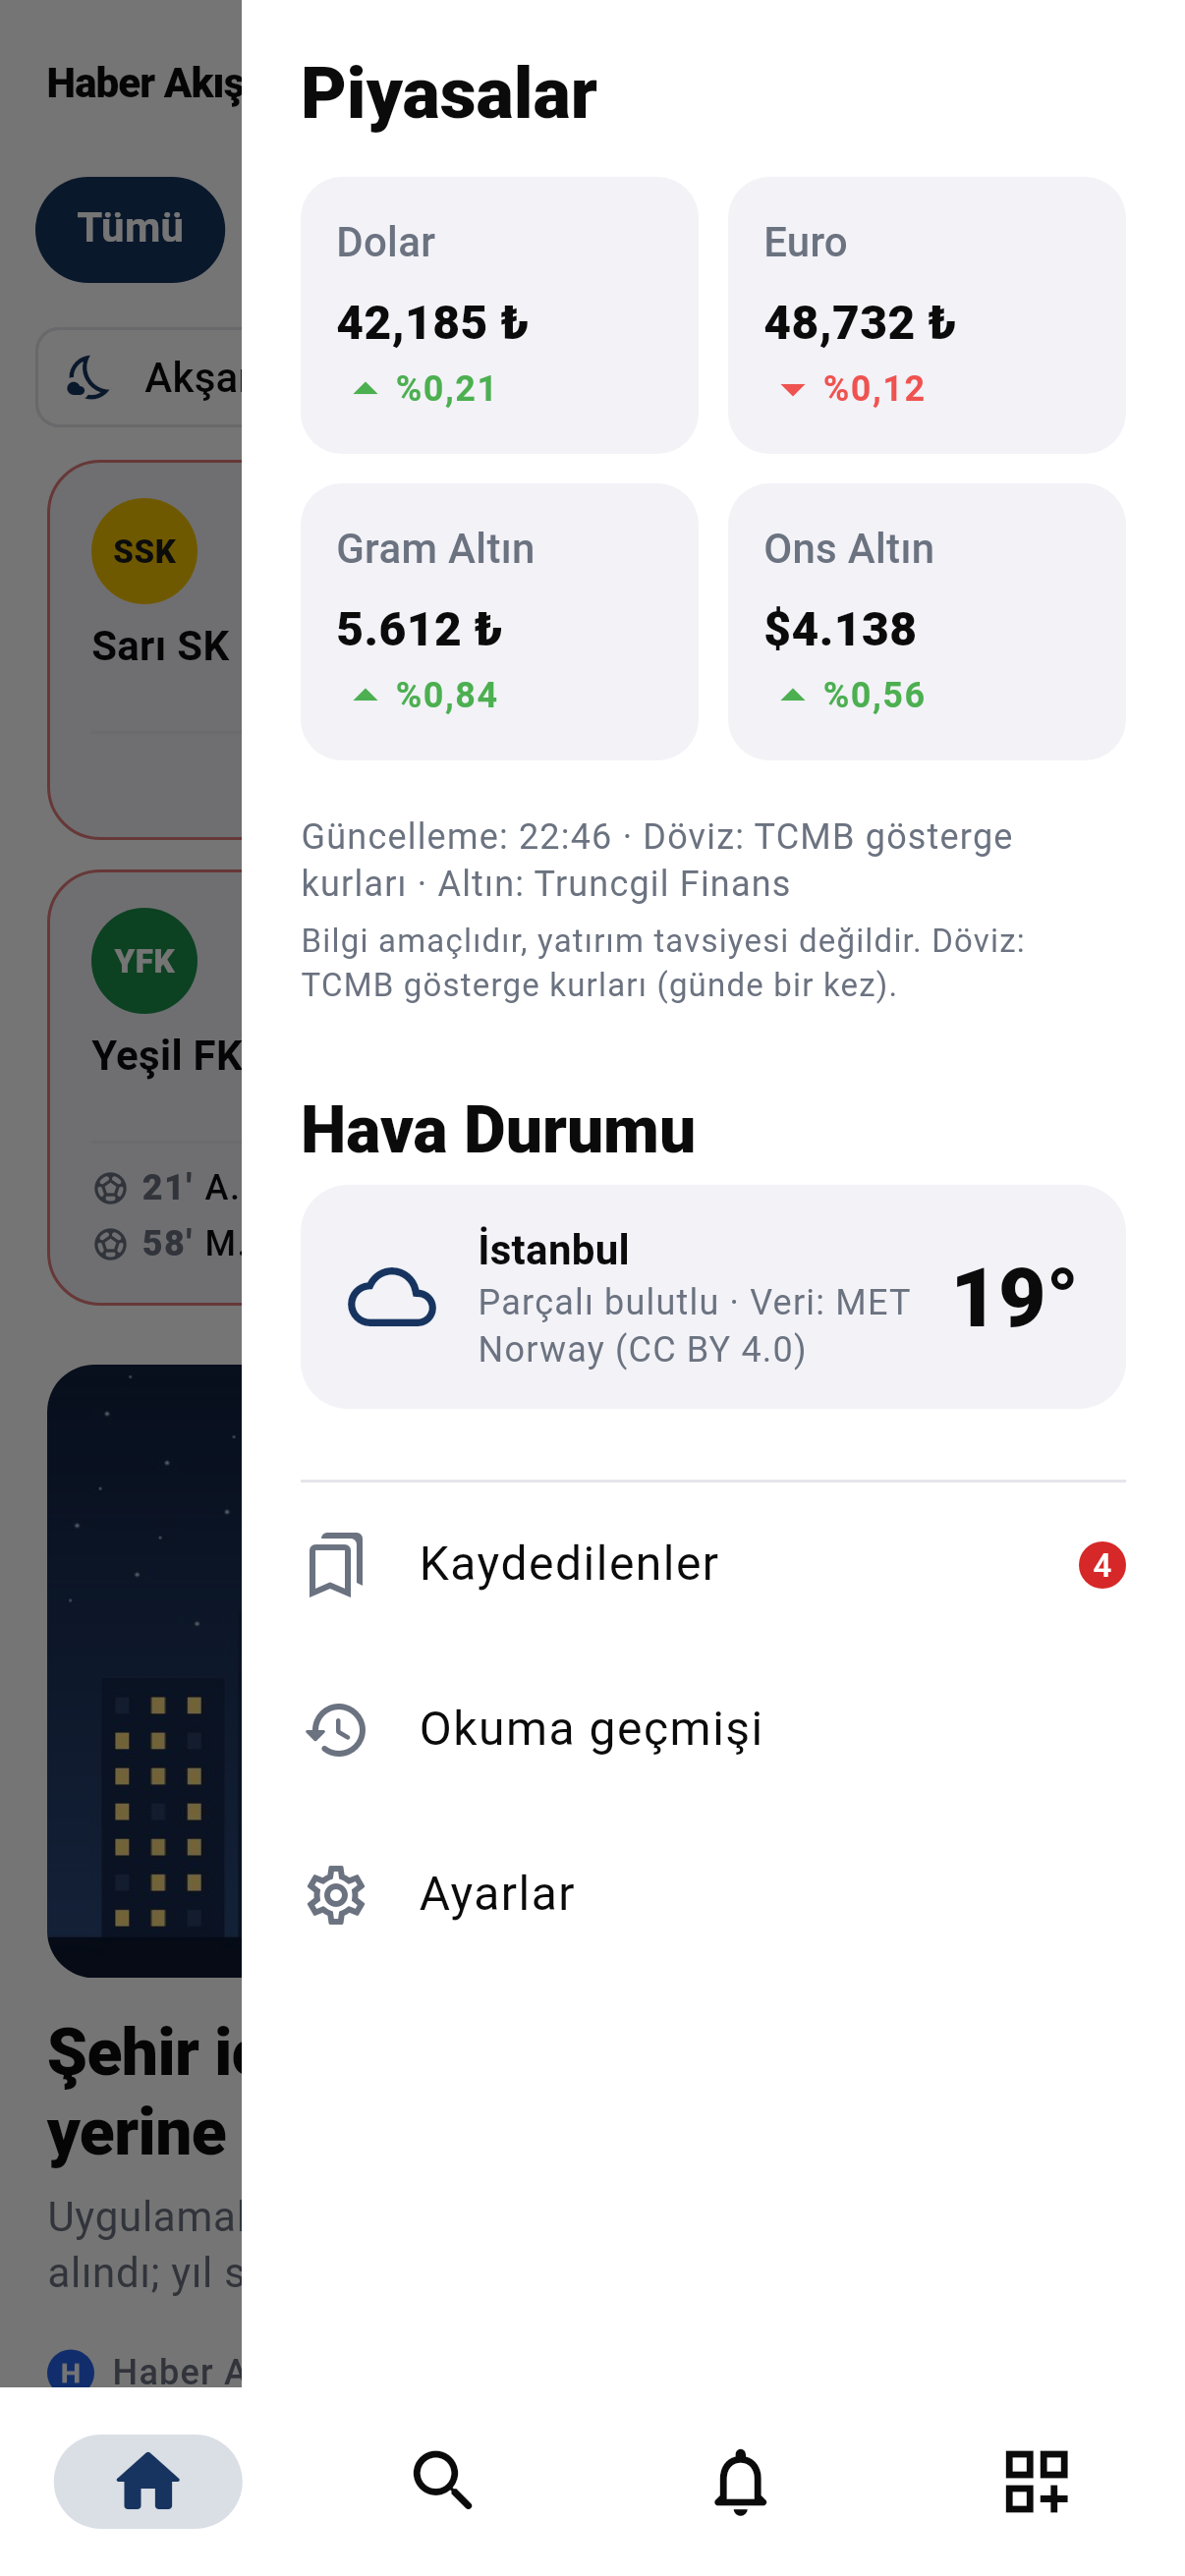 Haber Akış
Tümü
Akşa
SSK
Sarı SK
YFK
Yeşil FK
21' A.
58' M.
Şehir i
yerine
Uygulama
alındı; yıl s
H Haber A
Piyasalar
Dolar
42,185 ₺
%0,21
Euro
48,732 ₺
%0,12
Gram Altın
5.612 ₺
%0,84
Ons Altın
$4.138
%0,56
Güncelleme: 22:46 · Döviz: TCMB gösterge
kurları · Altın: Truncgil Finans
Bilgi amaçlıdır, yatırım tavsiyesi değildir. Döviz:
TCMB gösterge kurları (günde bir kez).
Hava Durumu
İstanbul
Parçalı bulutlu · Veri: MET
Norway (CC BY 4.0)
19°
Kaydedilenler
4
Okuma geçmişi
Ayarlar